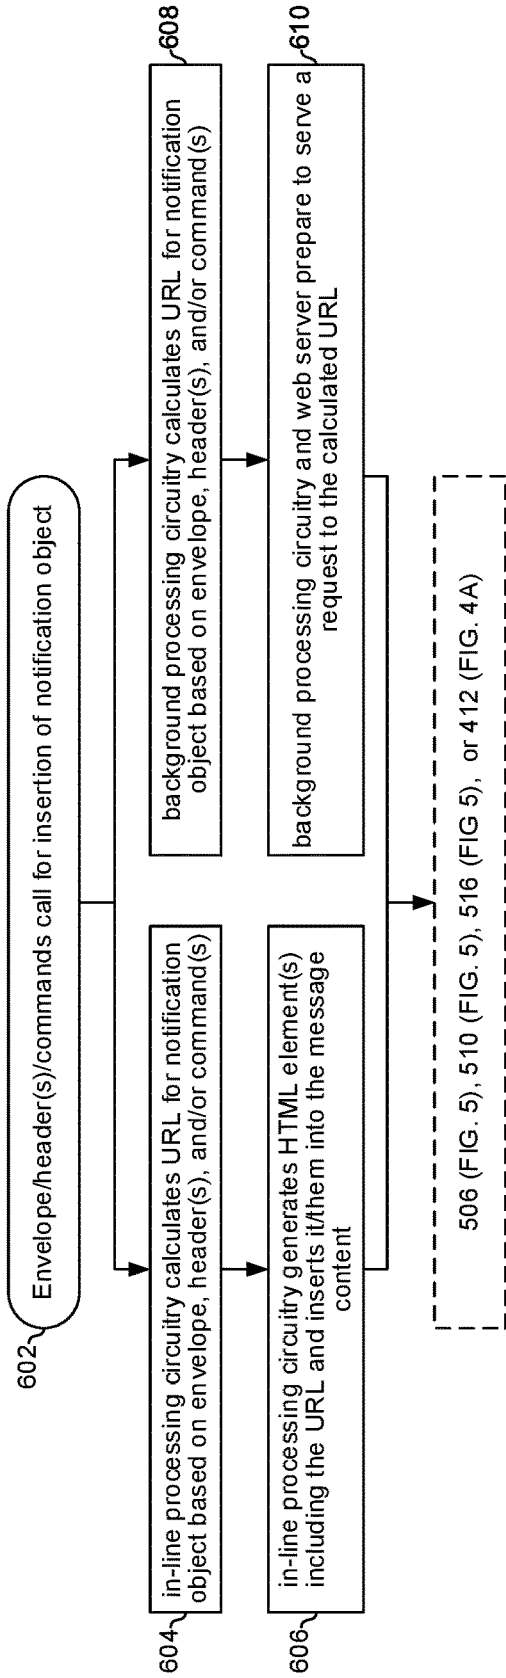 602
Envelope/header(s)/commands call for insertion of notification object
604
in-line processing circuitry calculates URL for notification
object based on envelope, header(s), and/or command(s)
608
background processing circuitry calculates URL for notification
object based on envelope, header(s), and/or command(s)
606
in-line processing circuitry generates HTML element(s)
including the URL and inserts it/them into the message
content
610
background processing circuitry and web server prepare to serve a
request to the calculated URL
506 (FIG. 5), 510 (FIG. 5), 516 (FIG 5), or 412 (FIG. 4A)